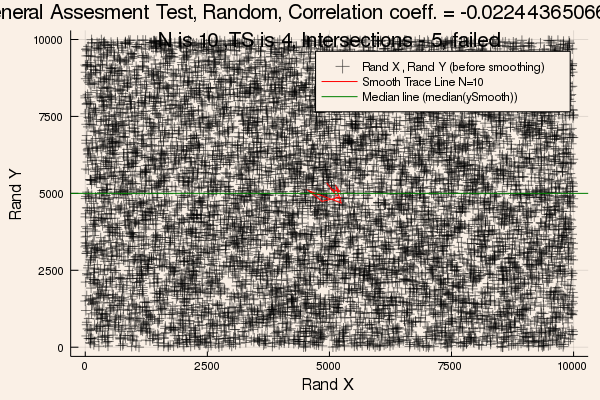 eneral Assesment Test, Random, Correlation coeff. = -0.02244365066
N is 10, TS is 4, Intersections - 5, failed
10000
7500
5000
2500
0
Rand Y
Rand X , Rand Y (before smoothing)
Smooth Trace Line N=10
Median line (median(ySmooth))
0 2500 5000 7500 10000
Rand X